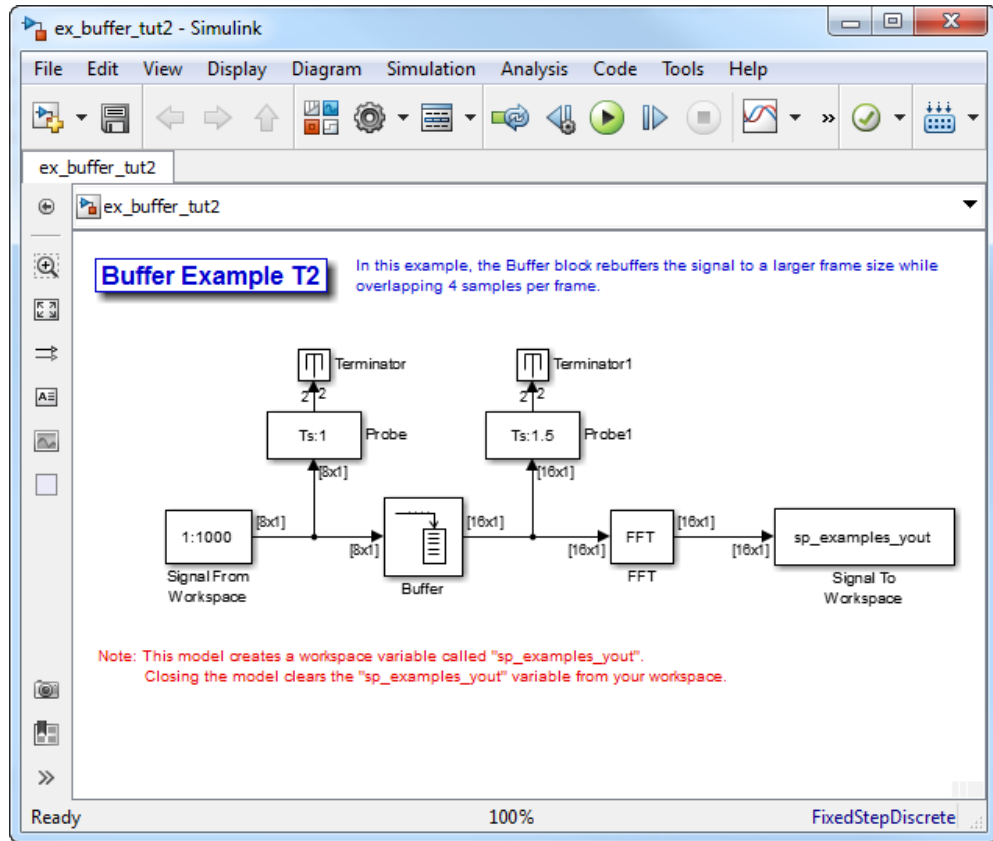 ex_buffer_tut2 - Simulink
File Edit View Display Diagram Simulation Analysis Code Tools Help
»
ex_buffer_tut2
ex_buffer_tut2
Buffer Example T2
In this example, the Buffer block rebuffers the signal to a larger frame size while
overlapping 4 samples per frame.
Terminator
Terminator1
2 2
2 2
Ts:1
Probe
Ts:1.5
Probe1
[8x1]
[16x1]
1:1000
[8x1]
[8x1]
[16x1]
[16x1]
FFT
[16x1]
[16x1]
sp_examples_yout
Signal From
Workspace
Buffer
FFT
Signal To
Workspace
Note: This model creates a workspace variable called "sp_examples_yout".
Closing the model clears the "sp_examples_yout" variable from your workspace.
Ready 100% FixedStepDiscrete